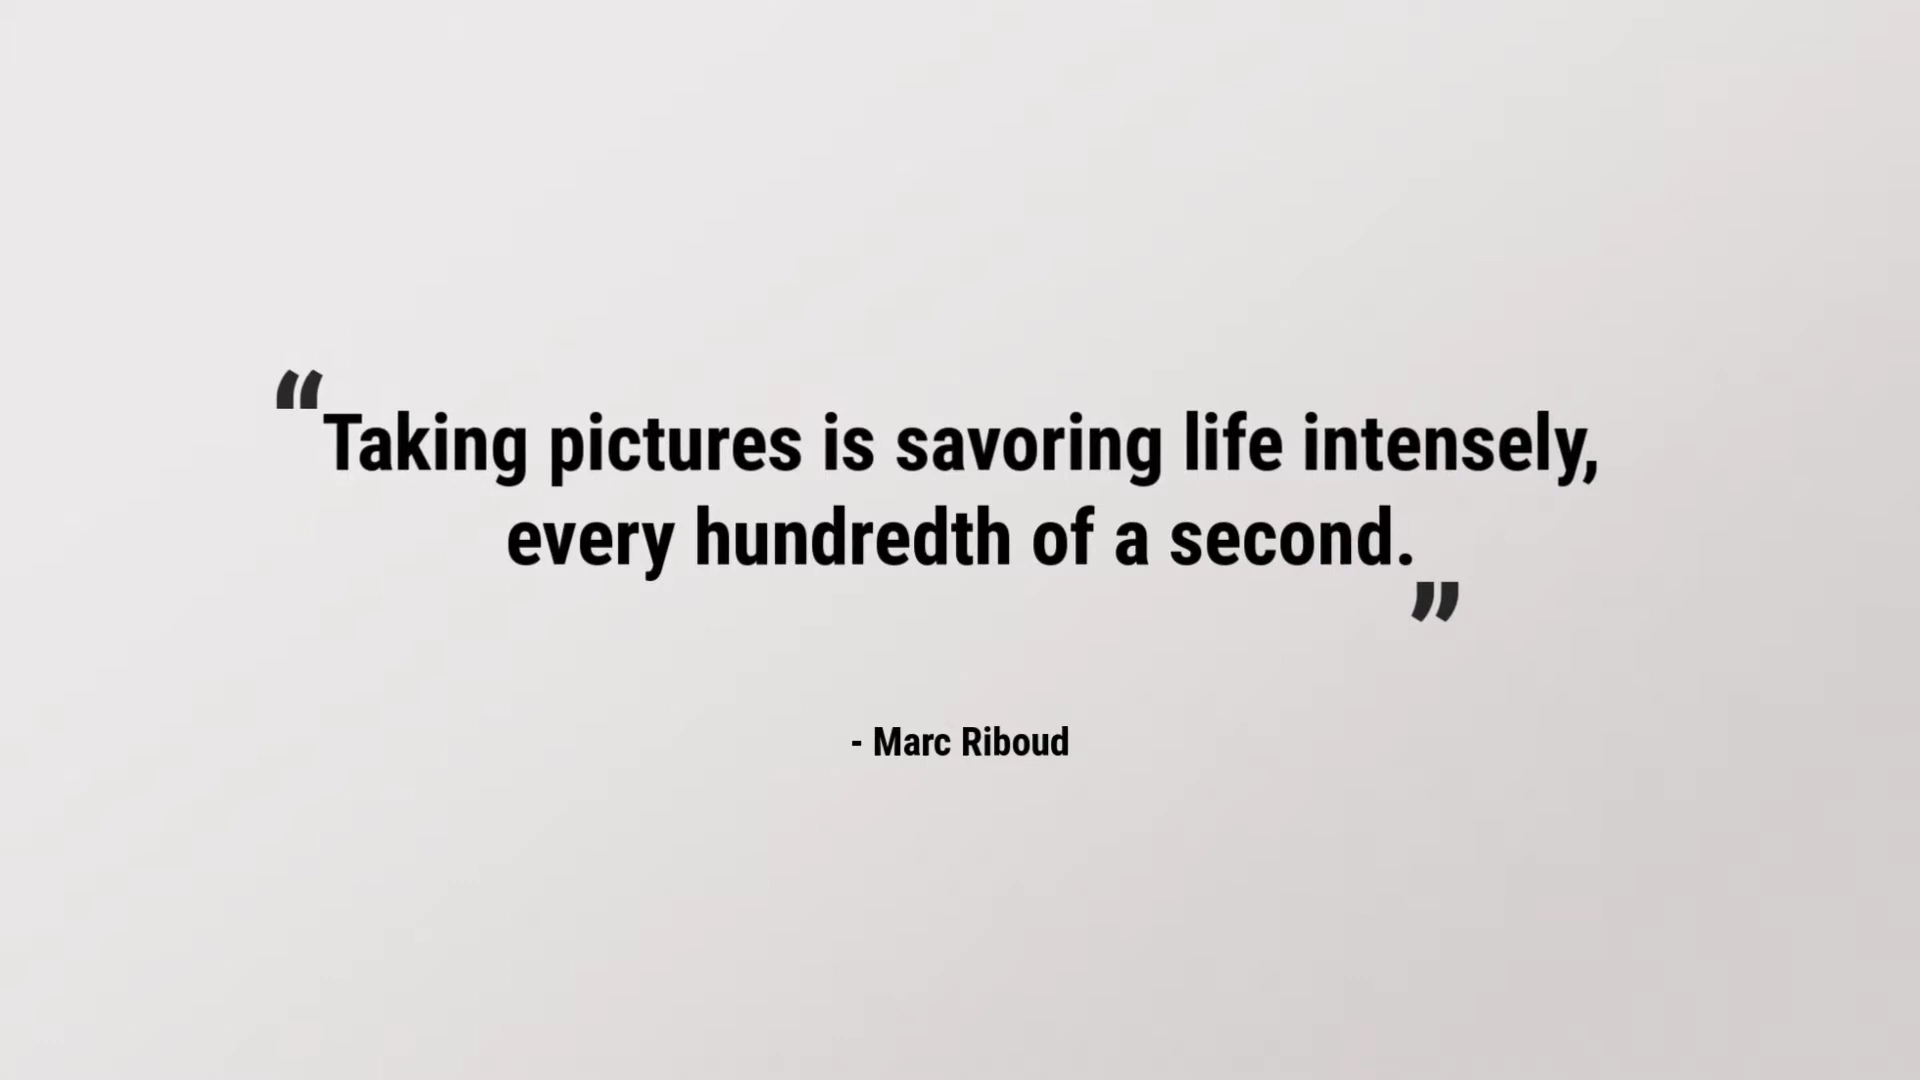 “Taking pictures is savoring life intensely,
every hundredth of a second.”
- Marc Riboud